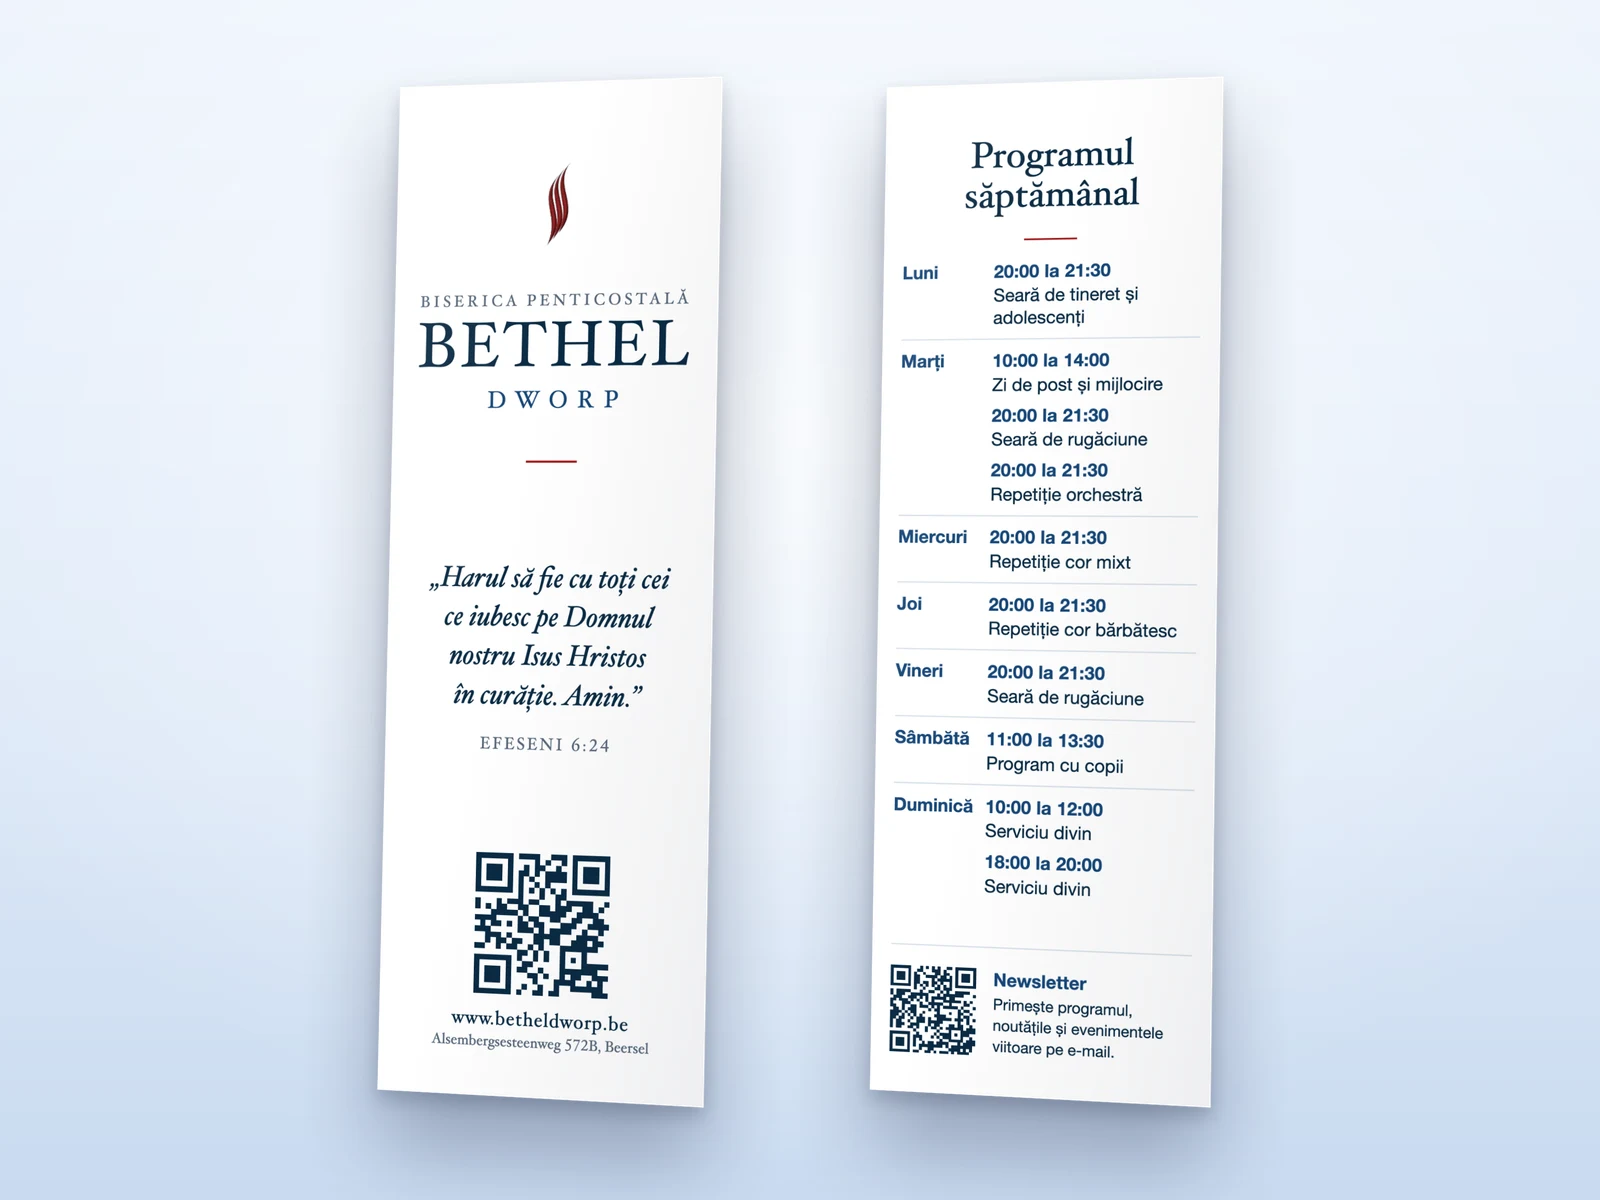 BISERICA PENTICOSTALĂ
BETHEL
DWORP
„Harul să fie cu toți cei
ce iubesc pe Domnul
nostru Isus Hristos
în curăție. Amin.”
EFESENI 6:24
www.betheldworp.be
Alsembergsesteenweg 572B, Beersel
Programul
săptămânal
Luni 20:00 la 21:30
Seară de tineret și
adolescenți
Marți 10:00 la 14:00
Zi de post și mijlocire
20:00 la 21:30
Seară de rugăciune
20:00 la 21:30
Repetiție orchestră
Miercuri 20:00 la 21:30
Repetiție cor mixt
Joi 20:00 la 21:30
Repetiție cor bărbătesc
Vineri 20:00 la 21:30
Seară de rugăciune
Sâmbătă 11:00 la 13:30
Program cu copii
Duminică 10:00 la 12:00
Serviciu divin
18:00 la 20:00
Serviciu divin
Newsletter
Primește programul,
noutățile și evenimentele
viitoare pe e-mail.